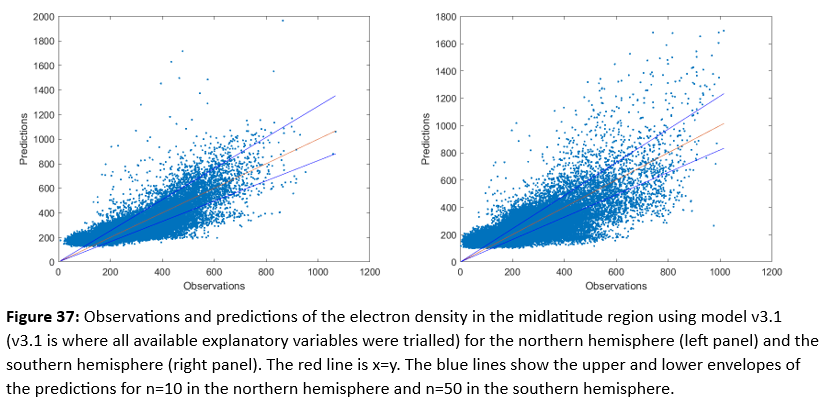 2000
1800
1600
1400
1200
1000
800
600
400
200
0
Predictions
0 200 400 600 800 1000 1200
Observations
1800
1600
1400
1200
1000
800
600
400
200
0
Predictions
0 200 400 600 800 1000 1200
Observations
Figure 37: Observations and predictions of the electron density in the midlatitude region using model v3.1
(v3.1 is where all available explanatory variables were trialled) for the northern hemisphere (left panel) and the
southern hemisphere (right panel). The red line is x=y. The blue lines show the upper and lower envelopes of
the predictions for n=10 in the northern hemisphere and n=50 in the southern hemisphere.